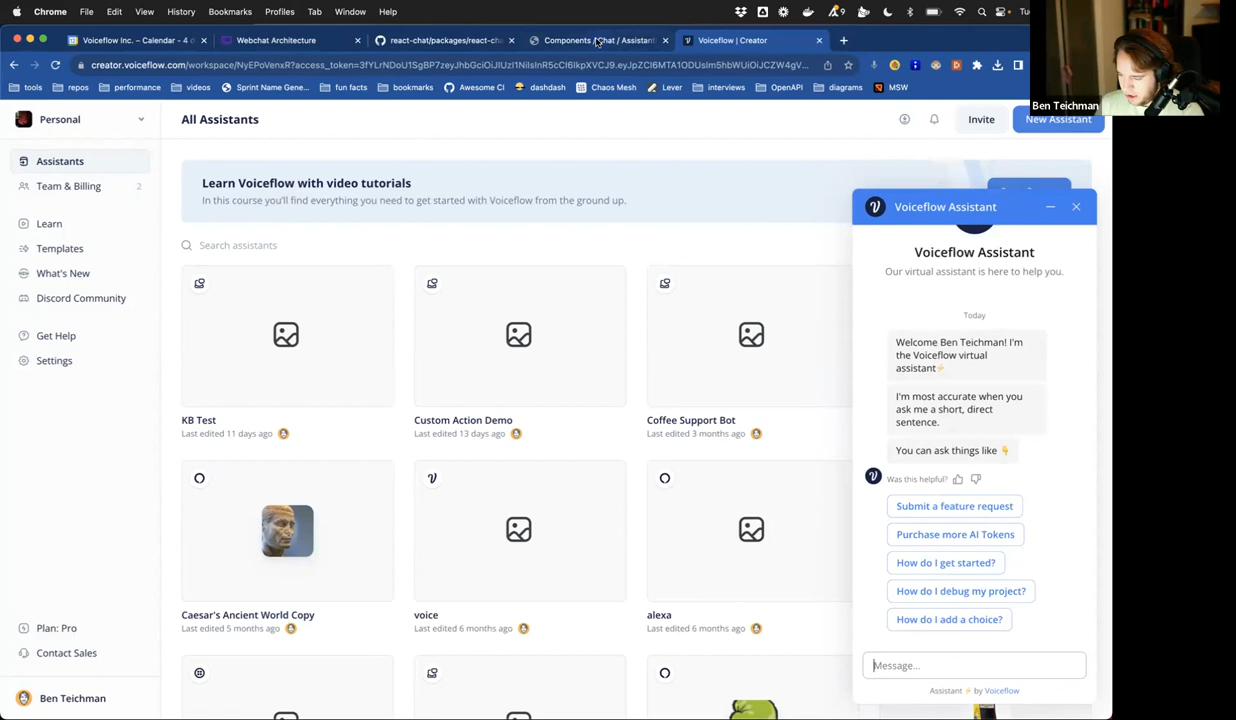 Chrome File Edit View History Bookmarks Profiles Tab Window Help
Voiceflow Inc. – Calendar - 4 Webchat Architecture react-chat/packages/react-cha Components / Chat / Assistant Voiceflow | Creator
creator.voiceflow.com/workspace/
tools repos performance videos Sprint Name Gene... fun facts bookmarks Awesome CI dashdash Chaos Mesh Lever interviews OpenAPI diagrams MSW
Ben Teichman
Personal
All Assistants
Invite
New Assistant
Assistants
Team & Billing 2
Learn
Templates
What's New
Discord Community
Get Help
Settings
Plan: Pro
Contact Sales
Ben Teichman
Learn Voiceflow with video tutorials
In this course you'll find everything you need to get started with Voiceflow from the ground up.
Search assistants
KB Test
Last edited 11 days ago
Custom Action Demo
Last edited 13 days ago
Coffee Support Bot
Last edited 3 months ago
Caesar's Ancient World Copy
Last edited 5 months ago
voice
Last edited 6 months ago
alexa
Last edited 6 months ago
Voiceflow Assistant
Voiceflow Assistant
Our virtual assistant is here to help you.
Today
Welcome Ben Teichman! I'm
the Voiceflow virtual
assistant⚡
I'm most accurate when you
ask me a short, direct
sentence.
You can ask things like 👇
Was this helpful?
Submit a feature request
Purchase more AI Tokens
How do I get started?
How do I debug my project?
How do I add a choice?
Message...
Assistant ⚡ by Voiceflow